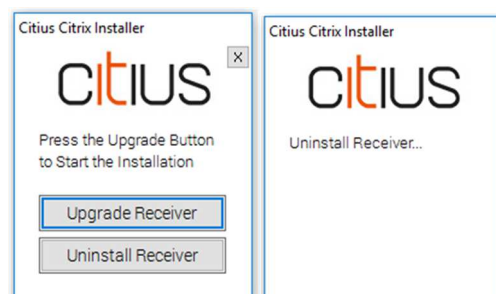 Citius Citrix Installer
citius
X
Press the Upgrade Button
to Start the Installation
Upgrade Receiver
Uninstall Receiver
Citius Citrix Installer
citius
Uninstall Receiver...